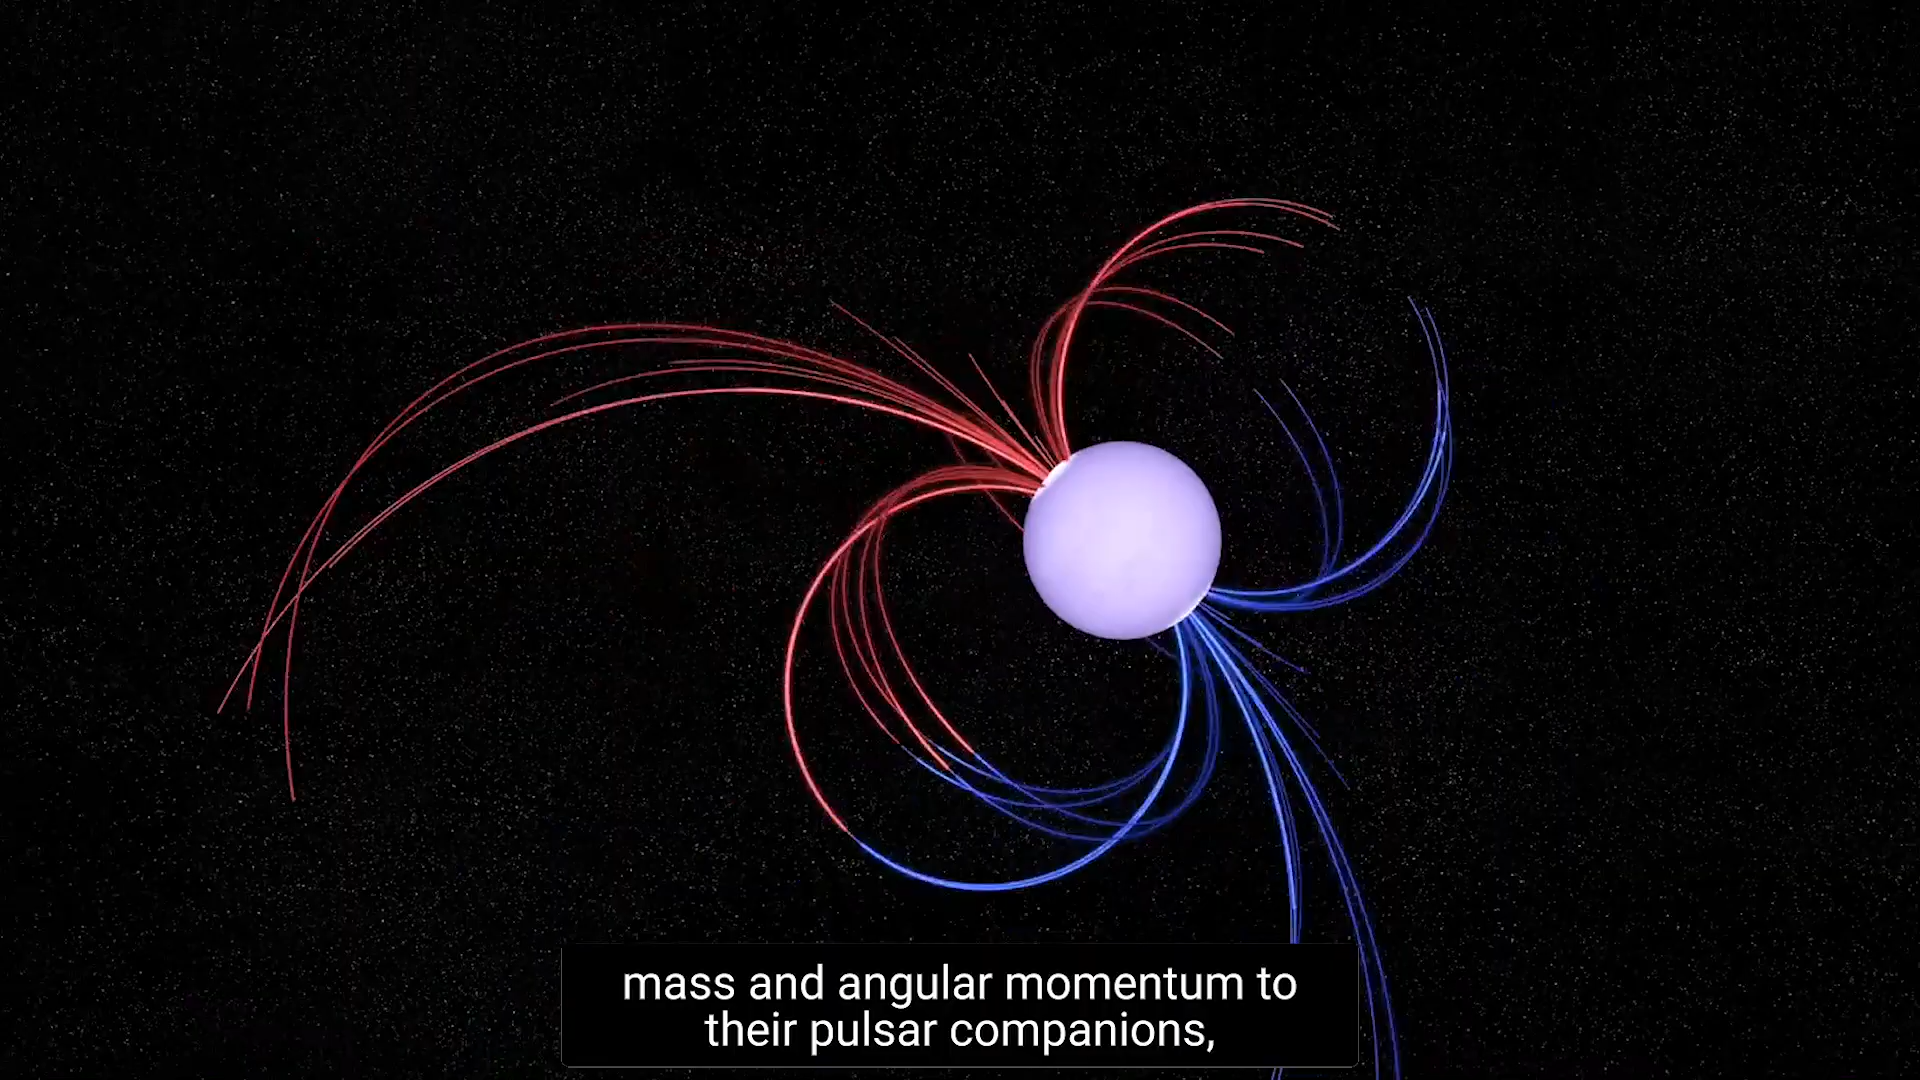 mass and angular momentum to
their pulsar companions,